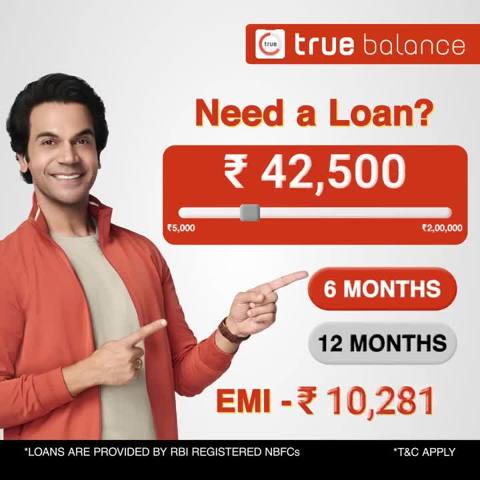 true
true balance
Need a Loan?
₹ 42,500
₹5,000
₹2,00,000
6 MONTHS
12 MONTHS
EMI - ₹ 10,281
*LOANS ARE PROVIDED BY RBI REGISTERED NBFCs
*T&C APPLY